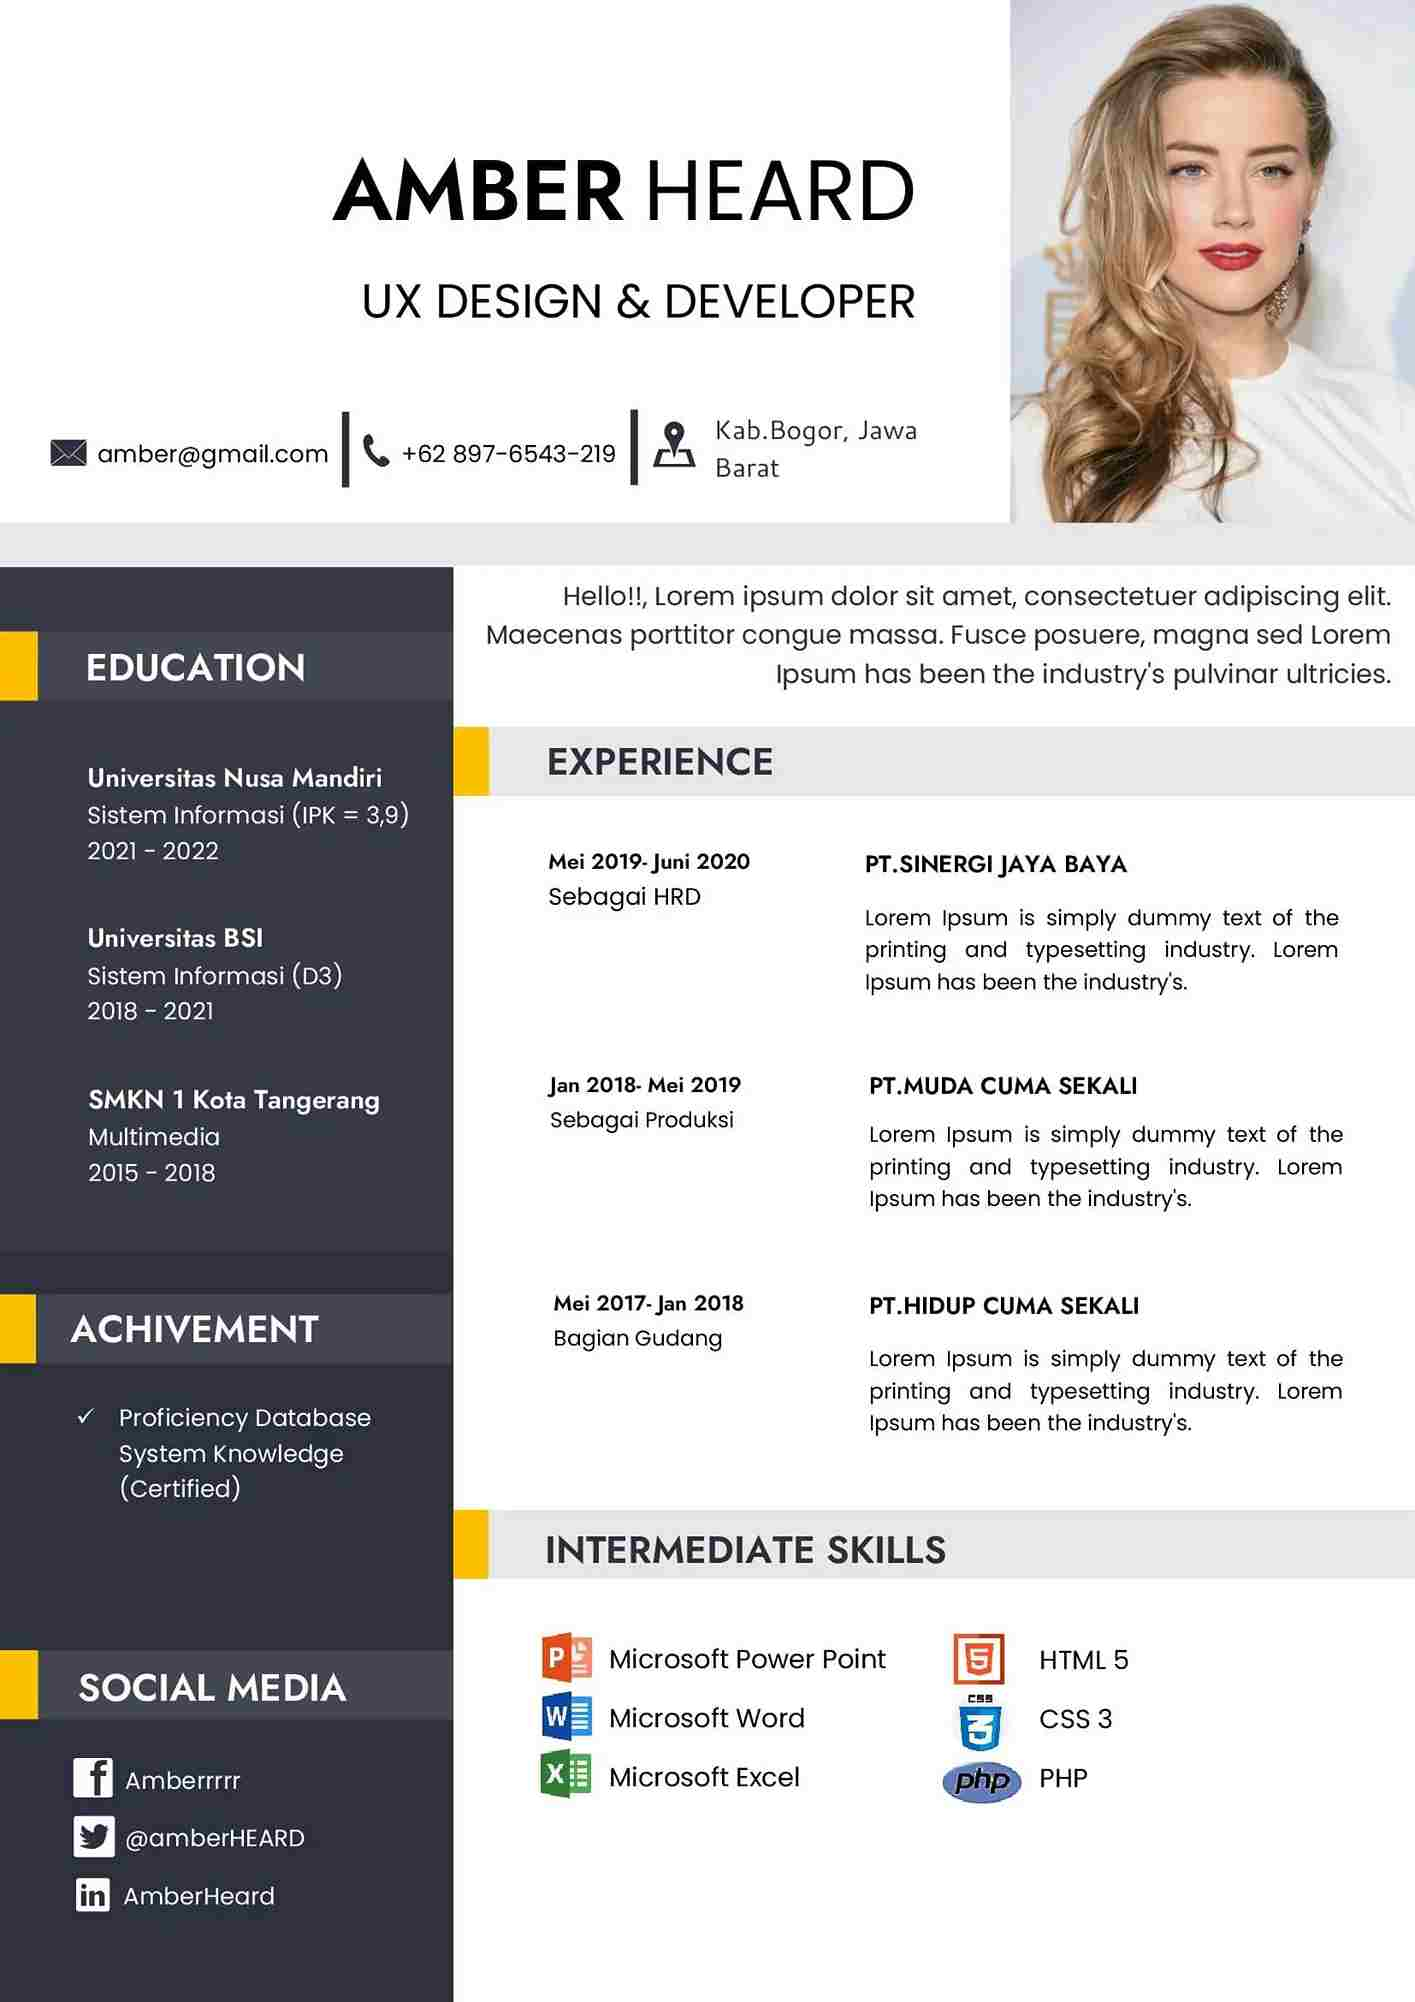 AMBER HEARD
UX DESIGN & DEVELOPER
amber@gmail.com
+62 897-6543-219
Kab.Bogor, Jawa
Barat
Hello!!, Lorem ipsum dolor sit amet, consectetuer adipiscing elit.
Maecenas porttitor congue massa. Fusce posuere, magna sed Lorem
Ipsum has been the industry's pulvinar ultricies.
EDUCATION
Universitas Nusa Mandiri
Sistem Informasi (IPK = 3,9)
2021 - 2022
Universitas BSI
Sistem Informasi (D3)
2018 - 2021
SMKN 1 Kota Tangerang
Multimedia
2015 - 2018
ACHIVEMENT
✓ Proficiency Database
System Knowledge
(Certified)
SOCIAL MEDIA
f Amberrrrr
@amberHEARD
in AmberHeard
EXPERIENCE
Mei 2019- Juni 2020
Sebagai HRD
PT.SINERGI JAYA BAYA
Lorem Ipsum is simply dummy text of the
printing and typesetting industry. Lorem
Ipsum has been the industry's.
Jan 2018- Mei 2019
Sebagai Produksi
PT.MUDA CUMA SEKALI
Lorem Ipsum is simply dummy text of the
printing and typesetting industry. Lorem
Ipsum has been the industry's.
Mei 2017- Jan 2018
Bagian Gudang
PT.HIDUP CUMA SEKALI
Lorem Ipsum is simply dummy text of the
printing and typesetting industry. Lorem
Ipsum has been the industry's.
INTERMEDIATE SKILLS
P Microsoft Power Point
W Microsoft Word
X Microsoft Excel
5 HTML 5
CSS
3 CSS 3
php PHP